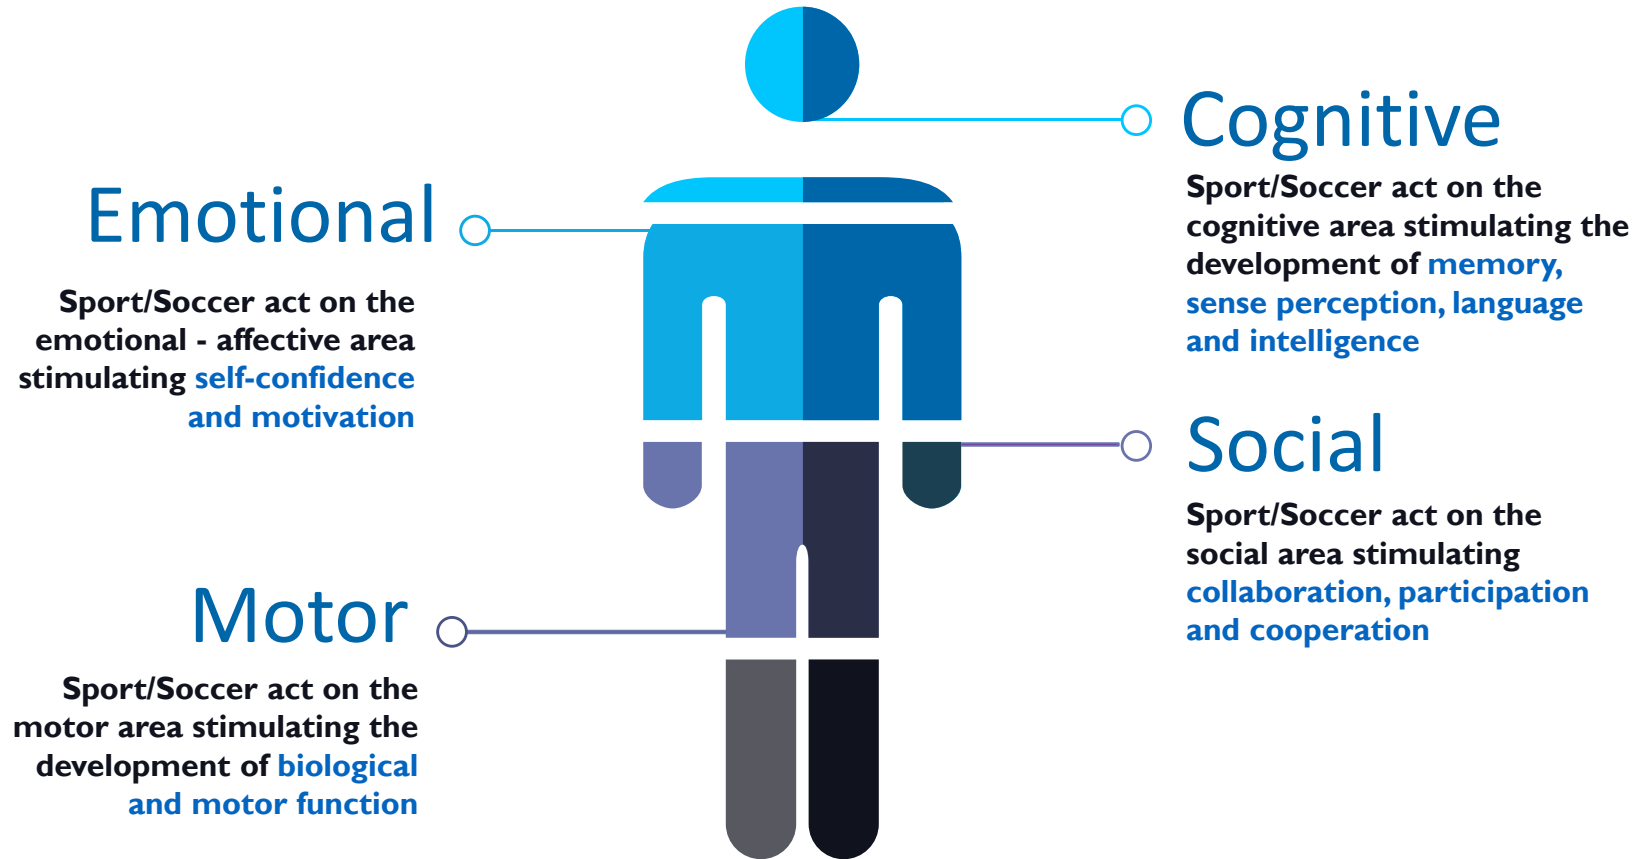 Cognitive
Sport/Soccer act on the
cognitive area stimulating the
development of memory,
sense perception, language
and intelligence
Emotional
Sport/Soccer act on the
emotional - affective area
stimulating self-confidence
and motivation
Social
Sport/Soccer act on the
social area stimulating
collaboration, participation
and cooperation
Motor
Sport/Soccer act on the
motor area stimulating the
development of biological
and motor function